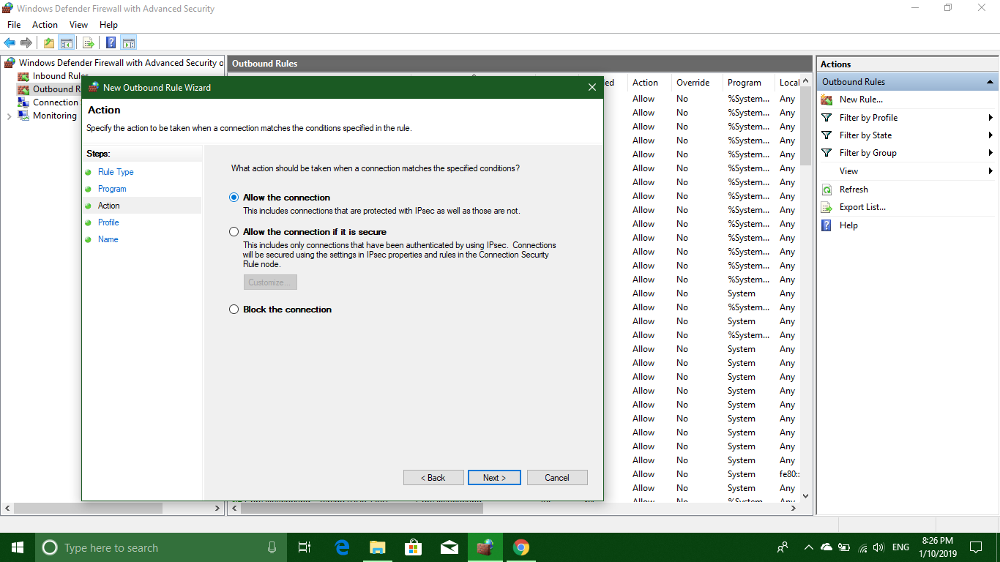 Windows Defender Firewall with Advanced Security
File Action View Help
Windows Defender Firewall with Advanced Security o
Inbound Rules
Outbound R
Connection
Monitoring
Outbound Rules
ed Action Override Program Local
Allow No %System... Any
Allow No %System... Any
Allow No %System... Any
Allow No %System... Any
Allow No %System... Any
Allow No %System... Any
Allow No %System... Any
Allow No %System... Any
Allow No %System... Any
Allow No %System... Any
Allow No %System... Any
Allow No %System... Any
Allow No %System... Any
Allow No %System... Any
Allow No System Any
Allow No %System... Any
Allow No System Any
Allow No %System... Any
Allow No System Any
Allow No System Any
Allow No System Any
Allow No System Any
Allow No System Any
Allow No System Any
Allow No System Any
Allow No System Any
Allow No System Any
Allow No System fe80::
Allow No System Any
Allow No %System... Any
New Outbound Rule Wizard
Action
Specify the action to be taken when a connection matches the conditions specified in the rule.
Steps:
Rule Type
Program
Action
Profile
Name
What action should be taken when a connection matches the specified conditions?
Allow the connection
This includes connections that are protected with IPsec as well as those are not.
Allow the connection if it is secure
This includes only connections that have been authenticated by using IPsec. Connections
will be secured using the settings in IPsec properties and rules in the Connection Security
Rule node.
Customize...
Block the connection
< Back Next > Cancel
Actions
Outbound Rules
New Rule...
Filter by Profile
Filter by State
Filter by Group
View
Refresh
Export List...
Help
Type here to search
ENG
8:26 PM
1/10/2019